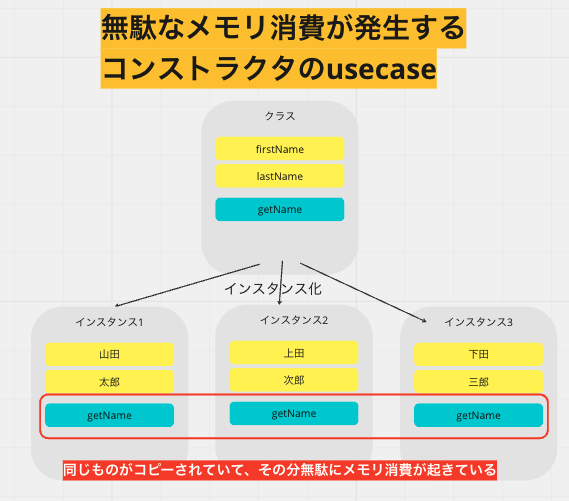 無駄なメモリ消費が発生する
コンストラクタのusecase
クラス
firstName
lastName
getName
インスタンス化
インスタンス1
山田
太郎
getName
インスタンス2
上田
次郎
getName
インスタンス3
下田
三郎
getName
同じものがコピーされていて、その分無駄にメモリ消費が起きている